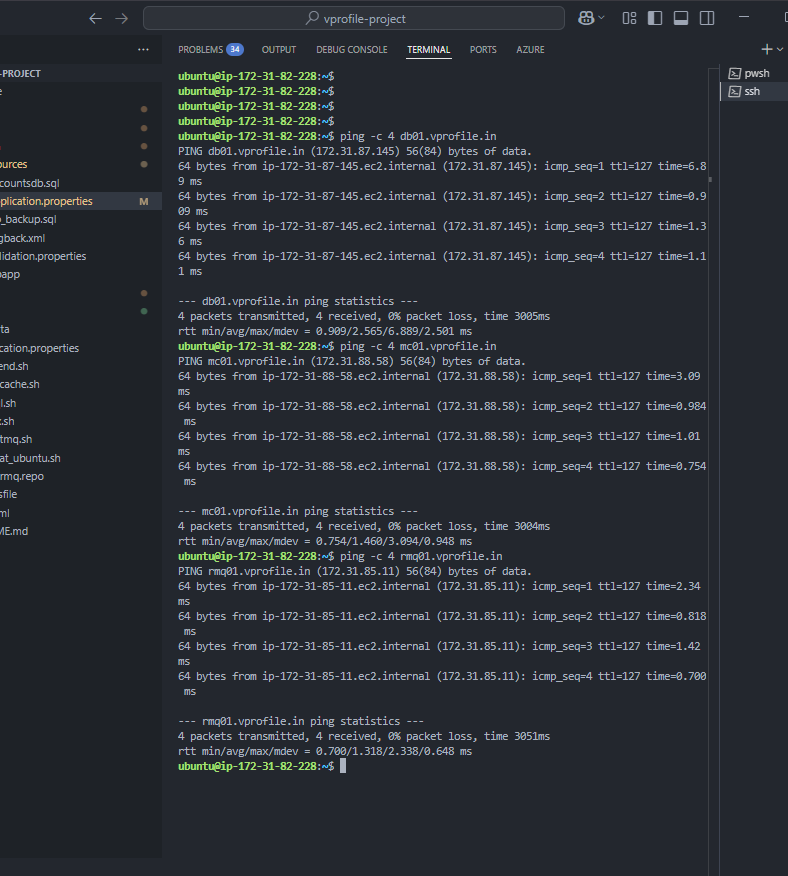 vprofile-project
PROBLEMS 34 OUTPUT DEBUG CONSOLE TERMINAL PORTS AZURE
-PROJECT
ources
countsdb.sql
plication.properties M
_backup.sql
gback.xml
lidation.properties
app
ta
cation.properties
end.sh
cache.sh
l.sh
.sh
tmq.sh
at_ubuntu.sh
rmq.repo
sfile
ml
ME.md
ubuntu@ip-172-31-82-228:~$
ubuntu@ip-172-31-82-228:~$
ubuntu@ip-172-31-82-228:~$
ubuntu@ip-172-31-82-228:~$
ubuntu@ip-172-31-82-228:~$ ping -c 4 db01.vprofile.in
PING db01.vprofile.in (172.31.87.145) 56(84) bytes of data.
64 bytes from ip-172-31-87-145.ec2.internal (172.31.87.145): icmp_seq=1 ttl=127 time=6.8
9 ms
64 bytes from ip-172-31-87-145.ec2.internal (172.31.87.145): icmp_seq=2 ttl=127 time=0.9
09 ms
64 bytes from ip-172-31-87-145.ec2.internal (172.31.87.145): icmp_seq=3 ttl=127 time=1.3
6 ms
64 bytes from ip-172-31-87-145.ec2.internal (172.31.87.145): icmp_seq=4 ttl=127 time=1.1
1 ms
--- db01.vprofile.in ping statistics ---
4 packets transmitted, 4 received, 0% packet loss, time 3005ms
rtt min/avg/max/mdev = 0.909/2.565/6.889/2.501 ms
ubuntu@ip-172-31-82-228:~$ ping -c 4 mc01.vprofile.in
PING mc01.vprofile.in (172.31.88.58) 56(84) bytes of data.
64 bytes from ip-172-31-88-58.ec2.internal (172.31.88.58): icmp_seq=1 ttl=127 time=3.09
ms
64 bytes from ip-172-31-88-58.ec2.internal (172.31.88.58): icmp_seq=2 ttl=127 time=0.984
ms
64 bytes from ip-172-31-88-58.ec2.internal (172.31.88.58): icmp_seq=3 ttl=127 time=1.01
ms
64 bytes from ip-172-31-88-58.ec2.internal (172.31.88.58): icmp_seq=4 ttl=127 time=0.754
ms
--- mc01.vprofile.in ping statistics ---
4 packets transmitted, 4 received, 0% packet loss, time 3004ms
rtt min/avg/max/mdev = 0.754/1.460/3.094/0.948 ms
ubuntu@ip-172-31-82-228:~$ ping -c 4 rmq01.vprofile.in
PING rmq01.vprofile.in (172.31.85.11) 56(84) bytes of data.
64 bytes from ip-172-31-85-11.ec2.internal (172.31.85.11): icmp_seq=1 ttl=127 time=2.34
ms
64 bytes from ip-172-31-85-11.ec2.internal (172.31.85.11): icmp_seq=2 ttl=127 time=0.818
ms
64 bytes from ip-172-31-85-11.ec2.internal (172.31.85.11): icmp_seq=3 ttl=127 time=1.42
ms
64 bytes from ip-172-31-85-11.ec2.internal (172.31.85.11): icmp_seq=4 ttl=127 time=0.700
ms
--- rmq01.vprofile.in ping statistics ---
4 packets transmitted, 4 received, 0% packet loss, time 3051ms
rtt min/avg/max/mdev = 0.700/1.318/2.338/0.648 ms
ubuntu@ip-172-31-82-228:~$
pwsh
ssh